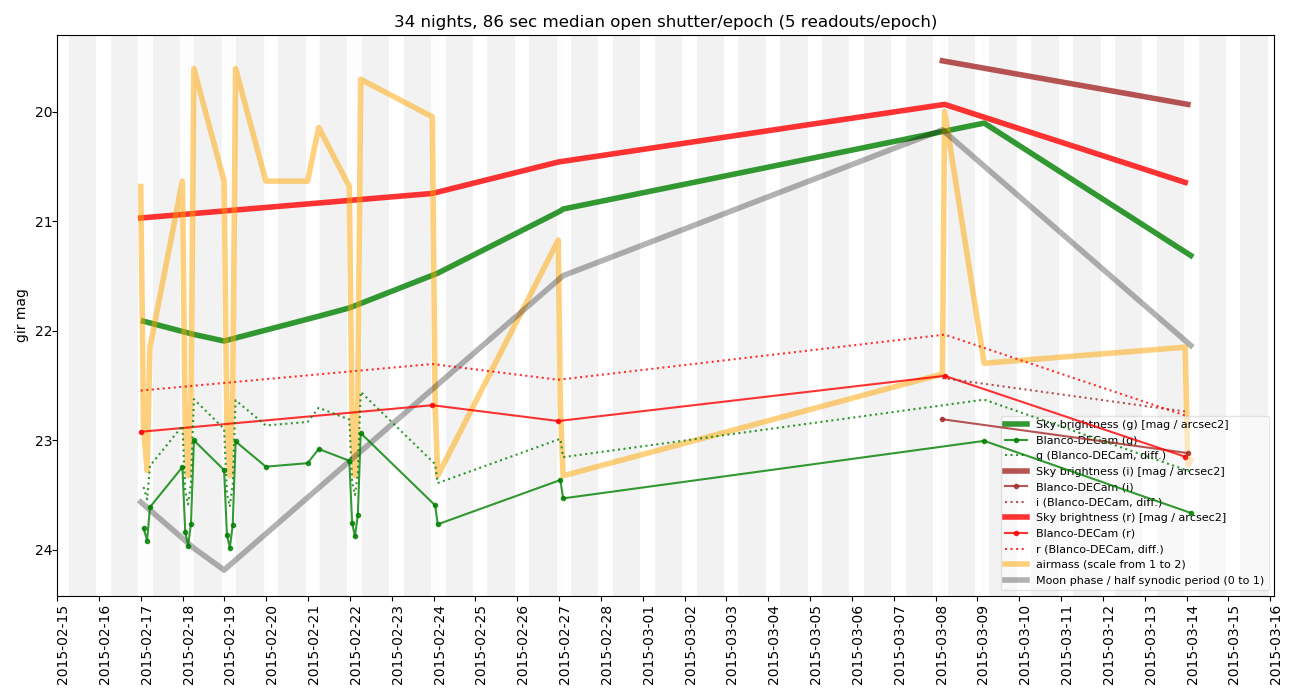 34 nights, 86 sec median open shutter/epoch (5 readouts/epoch)
gir mag
20
21
22
23
24
Sky brightness (g) [mag / arcsec2]
Blanco-DECam (g)
g (Blanco-DECam, diff.)
Sky brightness (i) [mag / arcsec2]
Blanco-DECam (i)
i (Blanco-DECam, diff.)
Sky brightness (r) [mag / arcsec2]
Blanco-DECam (r)
r (Blanco-DECam, diff.)
airmass (scale from 1 to 2)
Moon phase / half synodic period (0 to 1)
2015-02-15
2015-02-16
2015-02-17
2015-02-18
2015-02-19
2015-02-20
2015-02-21
2015-02-22
2015-02-23
2015-02-24
2015-02-25
2015-02-26
2015-02-27
2015-02-28
2015-03-01
2015-03-02
2015-03-03
2015-03-04
2015-03-05
2015-03-06
2015-03-07
2015-03-08
2015-03-09
2015-03-10
2015-03-11
2015-03-12
2015-03-13
2015-03-14
2015-03-15
2015-03-16